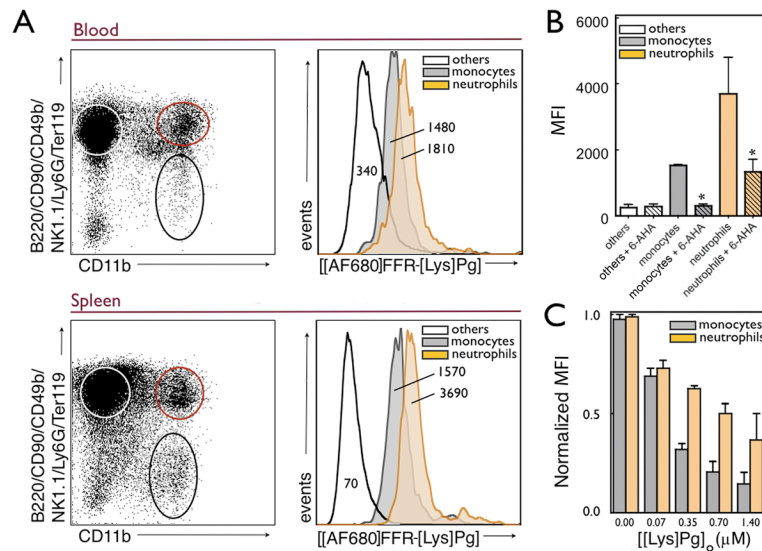 A
Blood
B220/CD90/CD49b/
NK1.1/Ly6G/Ter119
CD11b
others
monocytes
neutrophils
1480
1810
340
events
[[AF680]FFR-[Lys]Pg]
Spleen
B220/CD90/CD49b/
NK1.1/Ly6G/Ter119
CD11b
others
monocytes
neutrophils
1570
3690
70
events
[[AF680]FFR-[Lys]Pg]
B
6000
4000
2000
0
MFI
others
monocytes
neutrophils
*
*
others
others + 6-AHA
monocytes
monocytes + 6-AHA
neutrophils
neutrophils + 6-AHA
C
1.0
0.5
0
Normalized MFI
monocytes
neutrophils
0.00 0.07 0.35 0.70 1.40
[[Lys]Pg]o(μM)